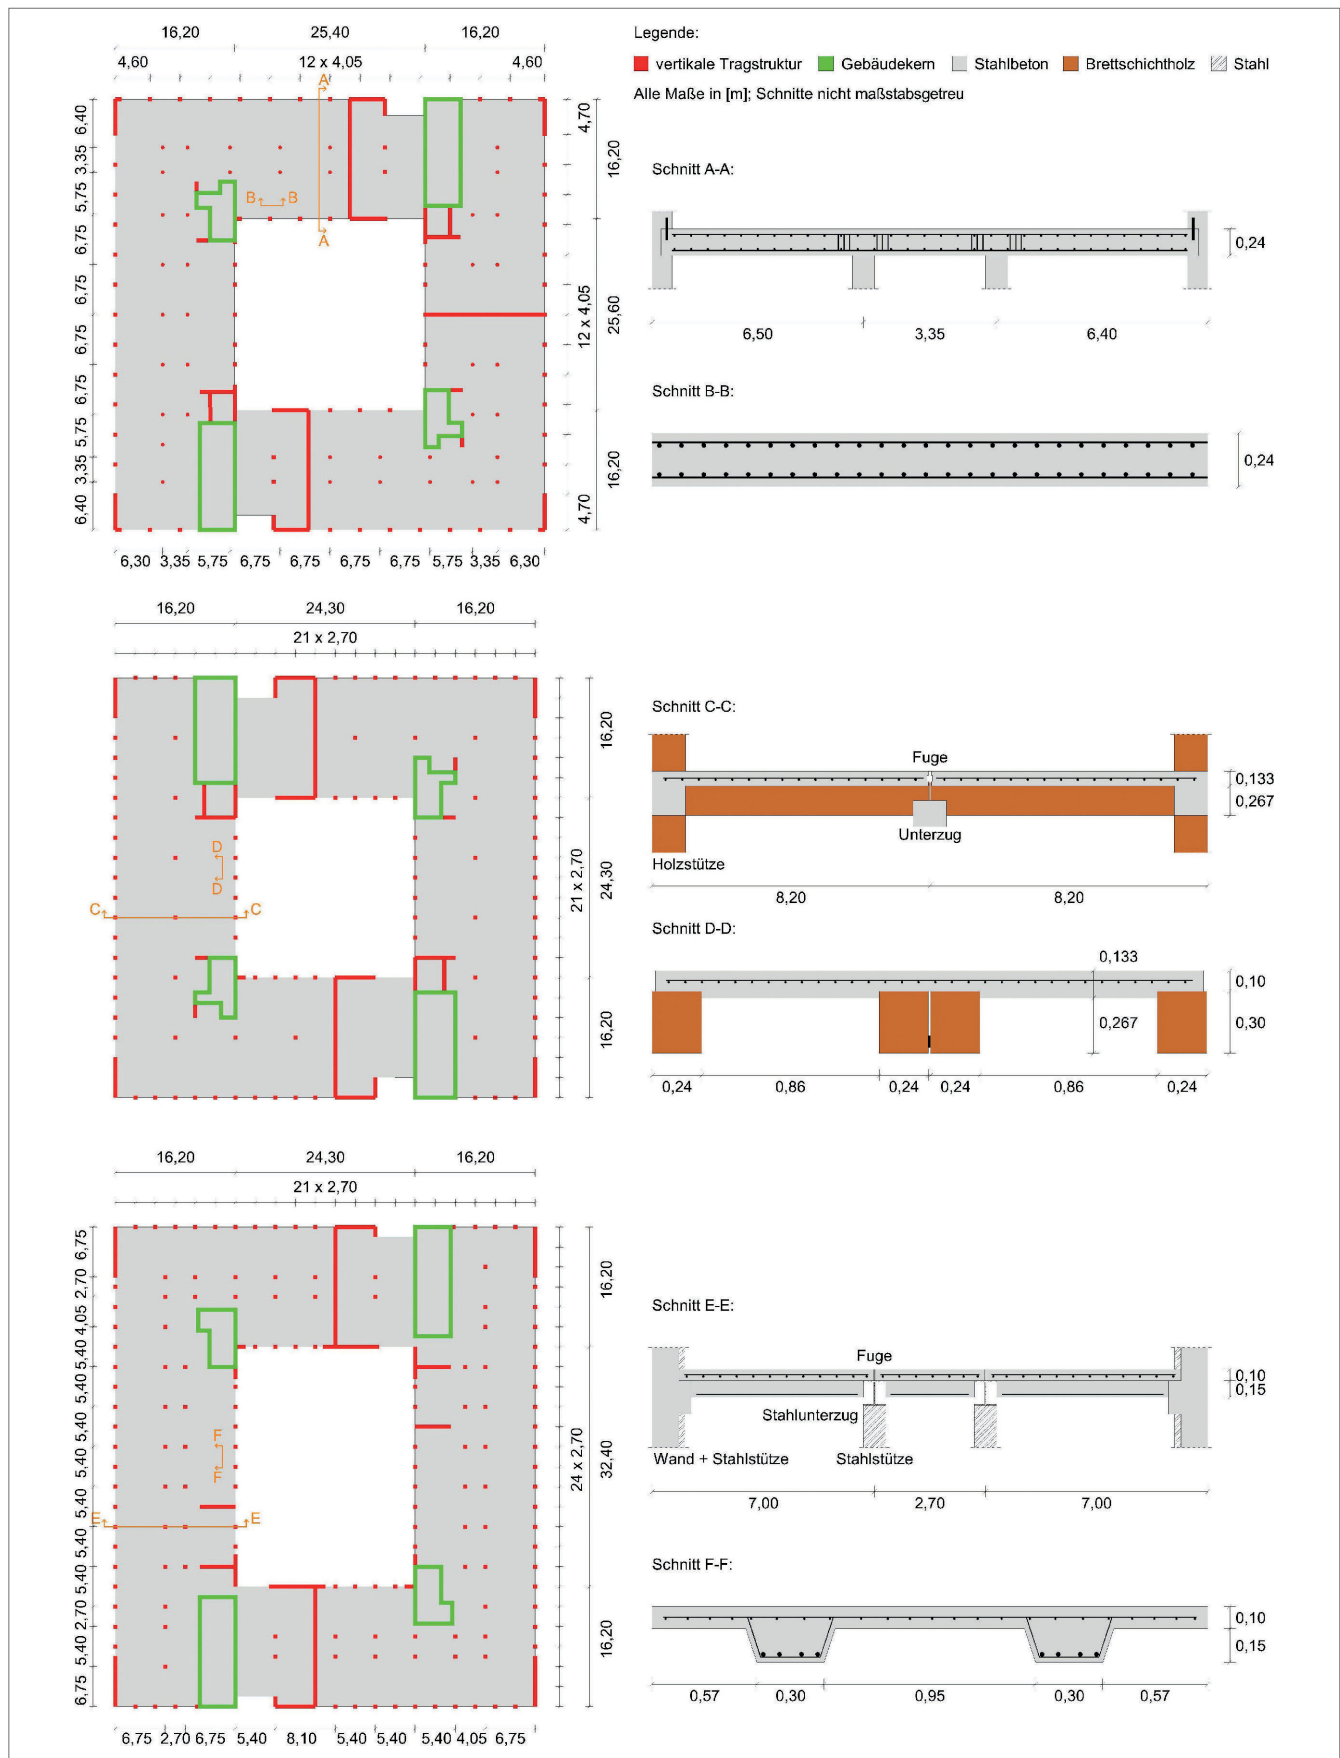 Legende:
vertikale Tragstruktur Gebäudekern Stahlbeton Brettschichtholz Stahl
Alle Maße in [m]; Schnitte nicht maßstabsgetreu
16,20 25,40 16,20
4,60 12 x 4,05 4,60
A
A
B B
6,40
3,35
5,75
6,75
6,75
6,75
6,75
5,75
3,35
6,40
4,70
12 x 4,05
4,70
16,20
25,60
16,20
6,30 3,35 5,75 6,75 6,75 6,75 6,75 5,75 3,35 6,30
Schnitt A-A:
0,24
6,50 3,35 6,40
Schnitt B-B:
0,24
16,20 24,30 16,20
21 x 2,70
D
D
C C
21 x 2,70
16,20
24,30
16,20
Schnitt C-C:
Fuge
0,133
0,267
Unterzug
Holzstütze
8,20 8,20
Schnitt D-D:
0,133
0,10
0,267
0,30
0,24 0,86 0,24 0,24 0,86 0,24
16,20 24,30 16,20
21 x 2,70
F
F
E E
6,75
2,70
4,05
5,40
5,40
5,40
5,40
5,40
5,40
5,40
2,70
5,40
6,75
24 x 2,70
16,20
32,40
16,20
6,75 2,70 6,75 5,40 8,10 5,40 5,40 5,40 4,05 6,75
Schnitt E-E:
Fuge
0,10
0,15
Stahlunterzug
Wand + Stahlstütze Stahlstütze
7,00 2,70 7,00
Schnitt F-F:
0,10
0,15
0,57 0,30 0,95 0,30 0,57